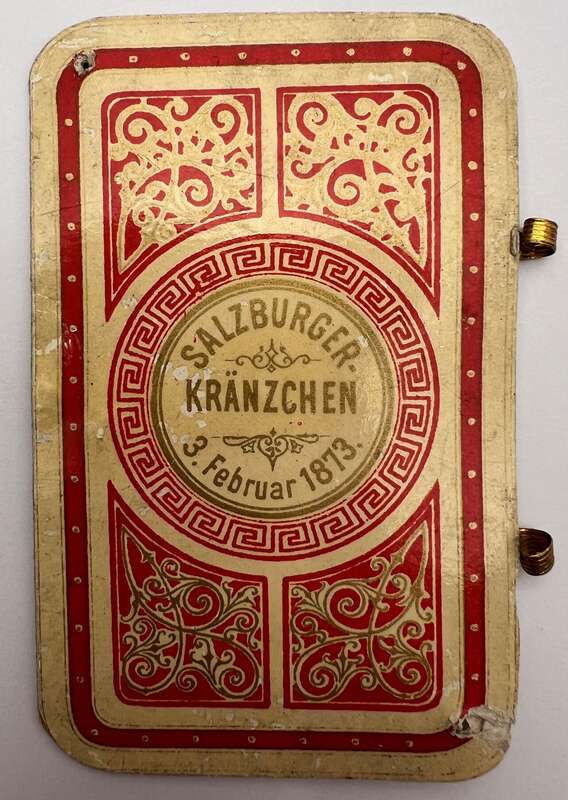 SALZBURGER-
KRÄNZCHEN
3. Februar 1873.